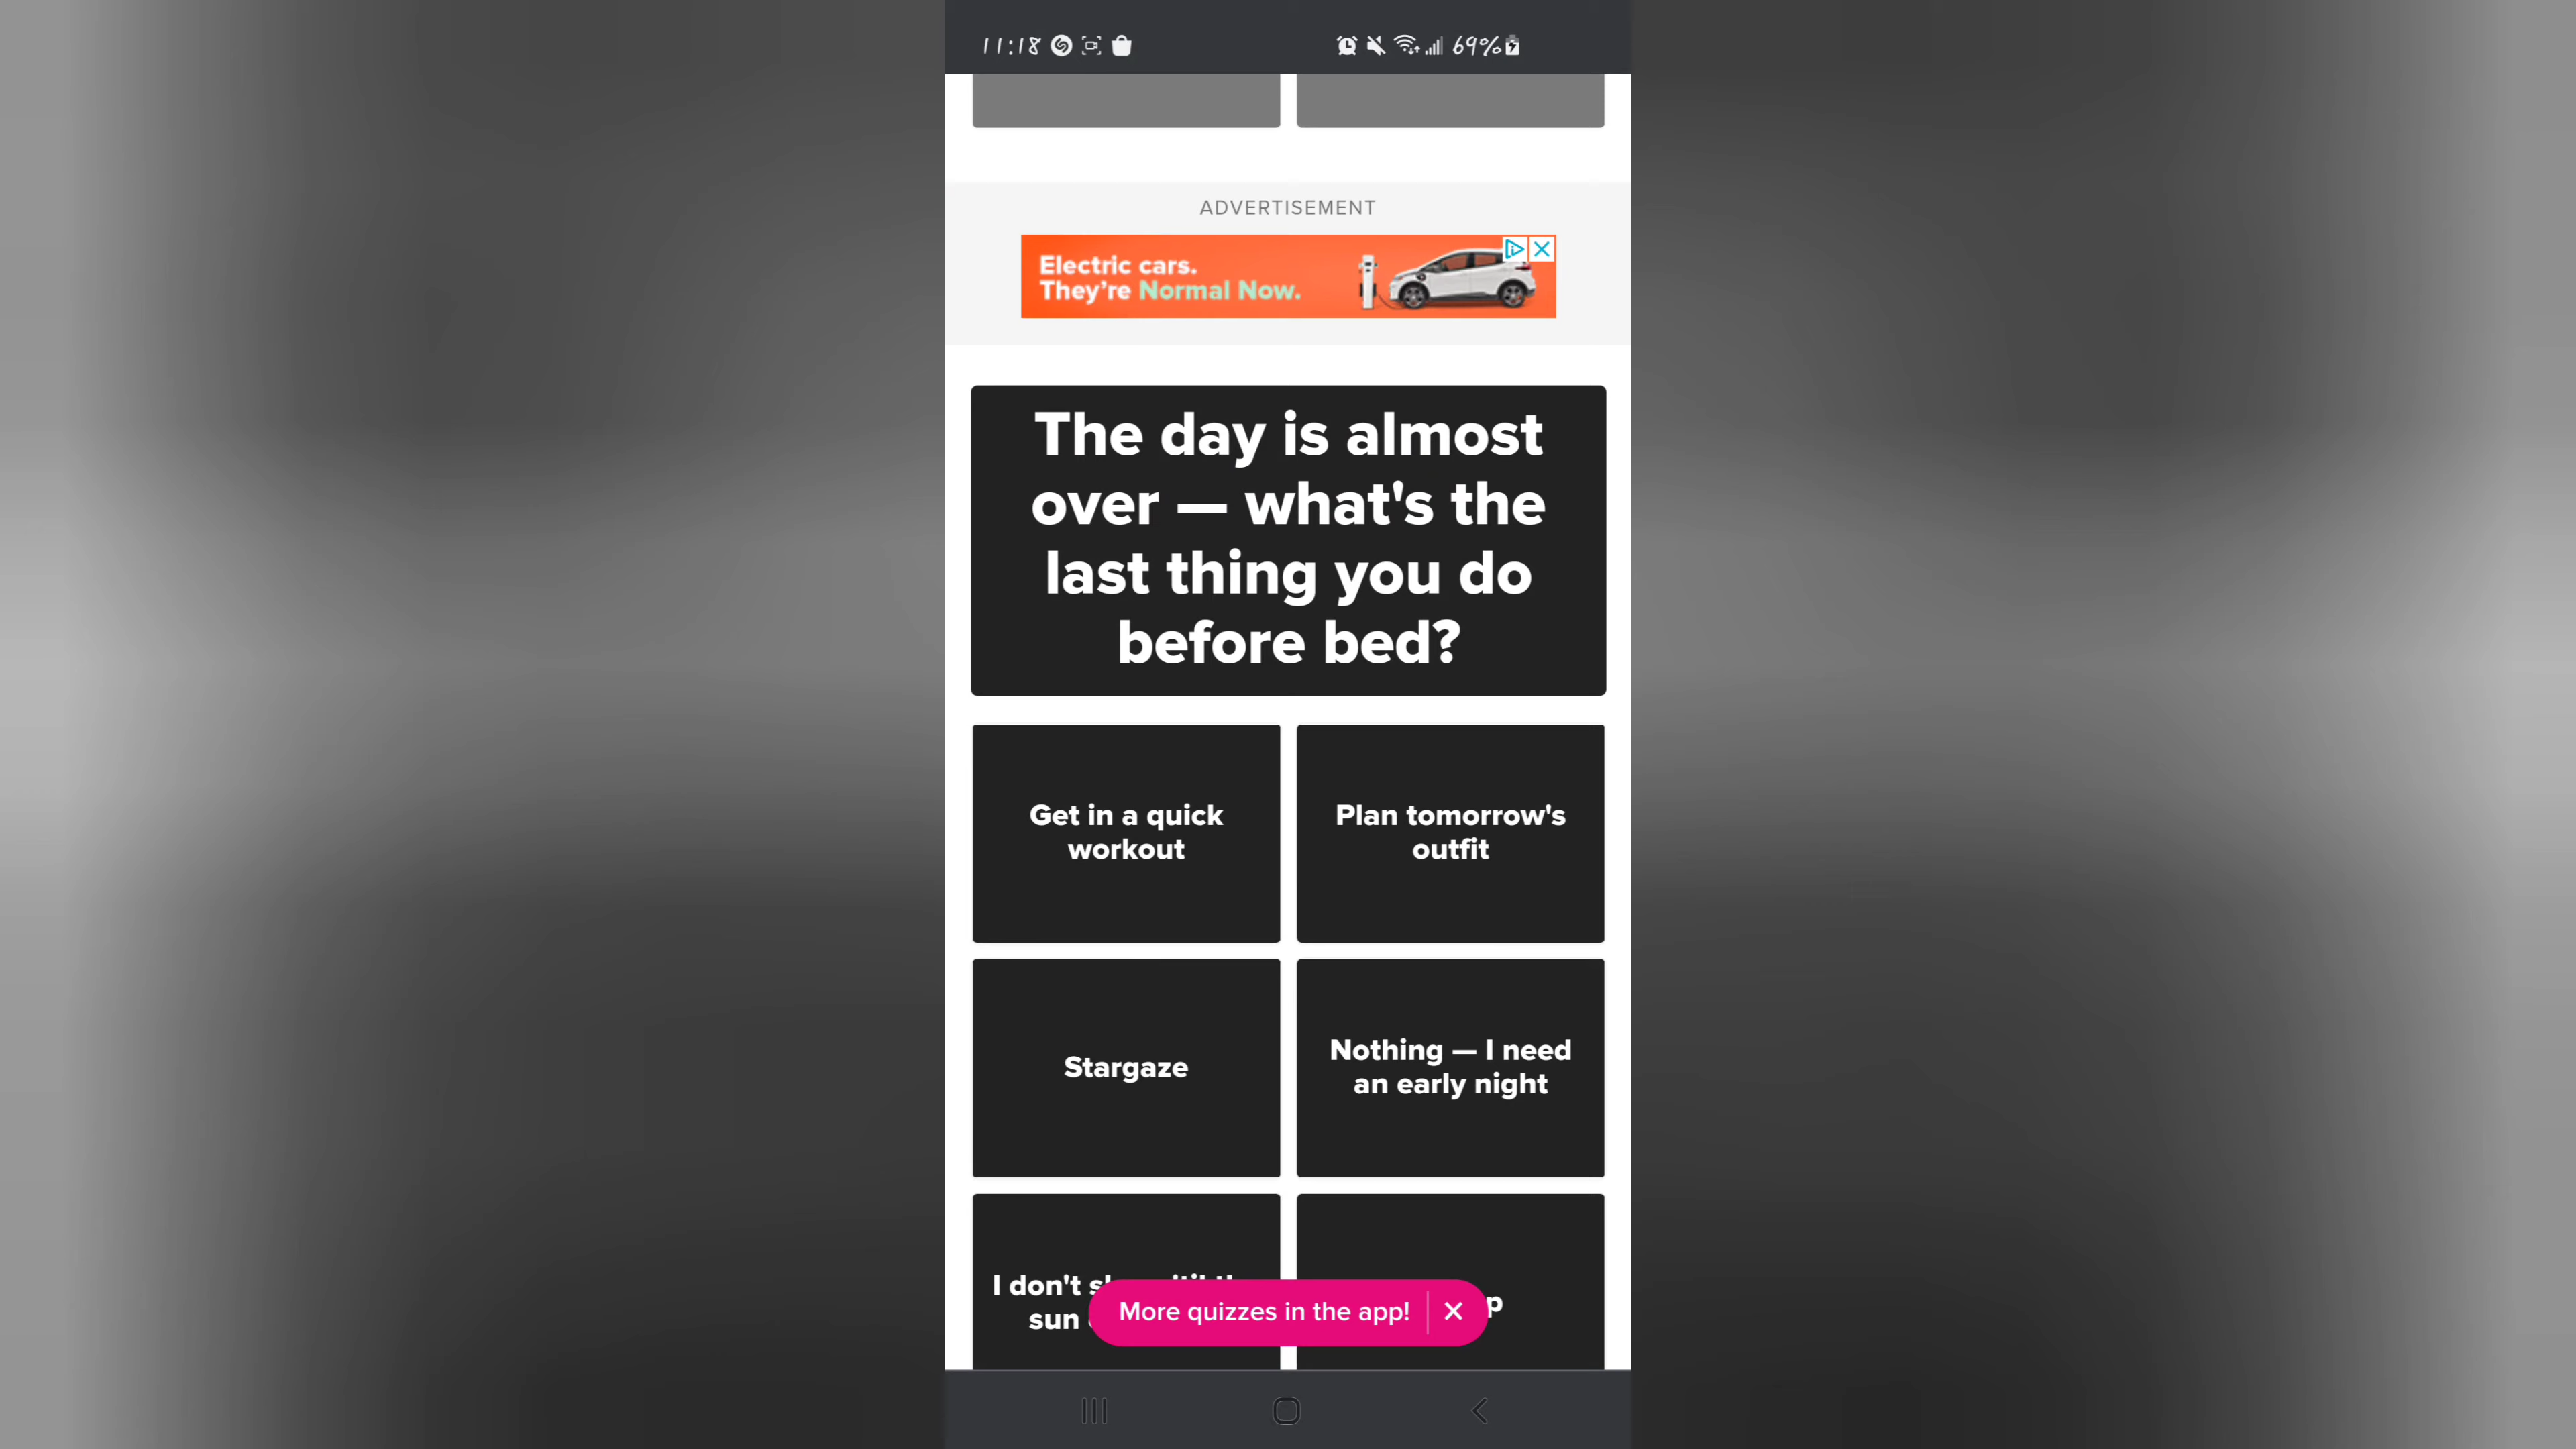 11:18 69%
ADVERTISEMENT
Electric cars.
They're Normal Now.
The day is almost
over — what's the
last thing you do
before bed?
Get in a quick
workout
Plan tomorrow's
outfit
Stargaze
Nothing — I need
an early night
I don't
sun
More quizzes in the app!